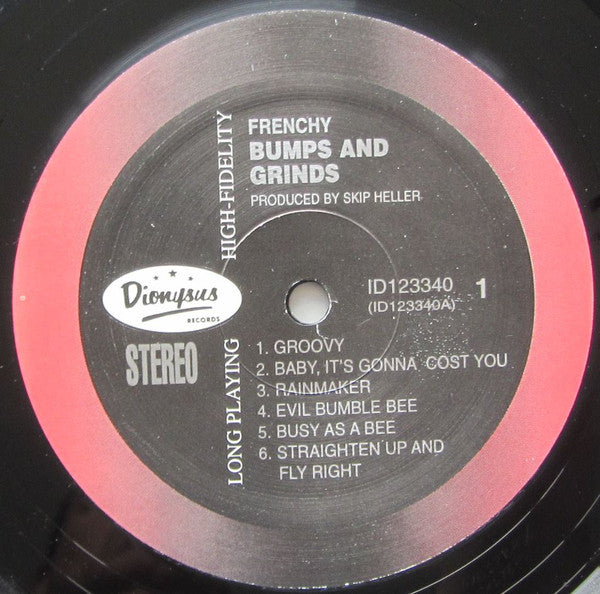 FRENCHY
BUMPS AND
GRINDS
PRODUCED BY SKIP HELLER
LONG PLAYING HIGH-FIDELITY
Dionysus
RECORDS
STEREO
ID123340
(ID123340A)
1
1. GROOVY
2. BABY, IT'S GONNA COST YOU
3. RAINMAKER
4. EVIL BUMBLE BEE
5. BUSY AS A BEE
6. STRAIGHTEN UP AND
FLY RIGHT